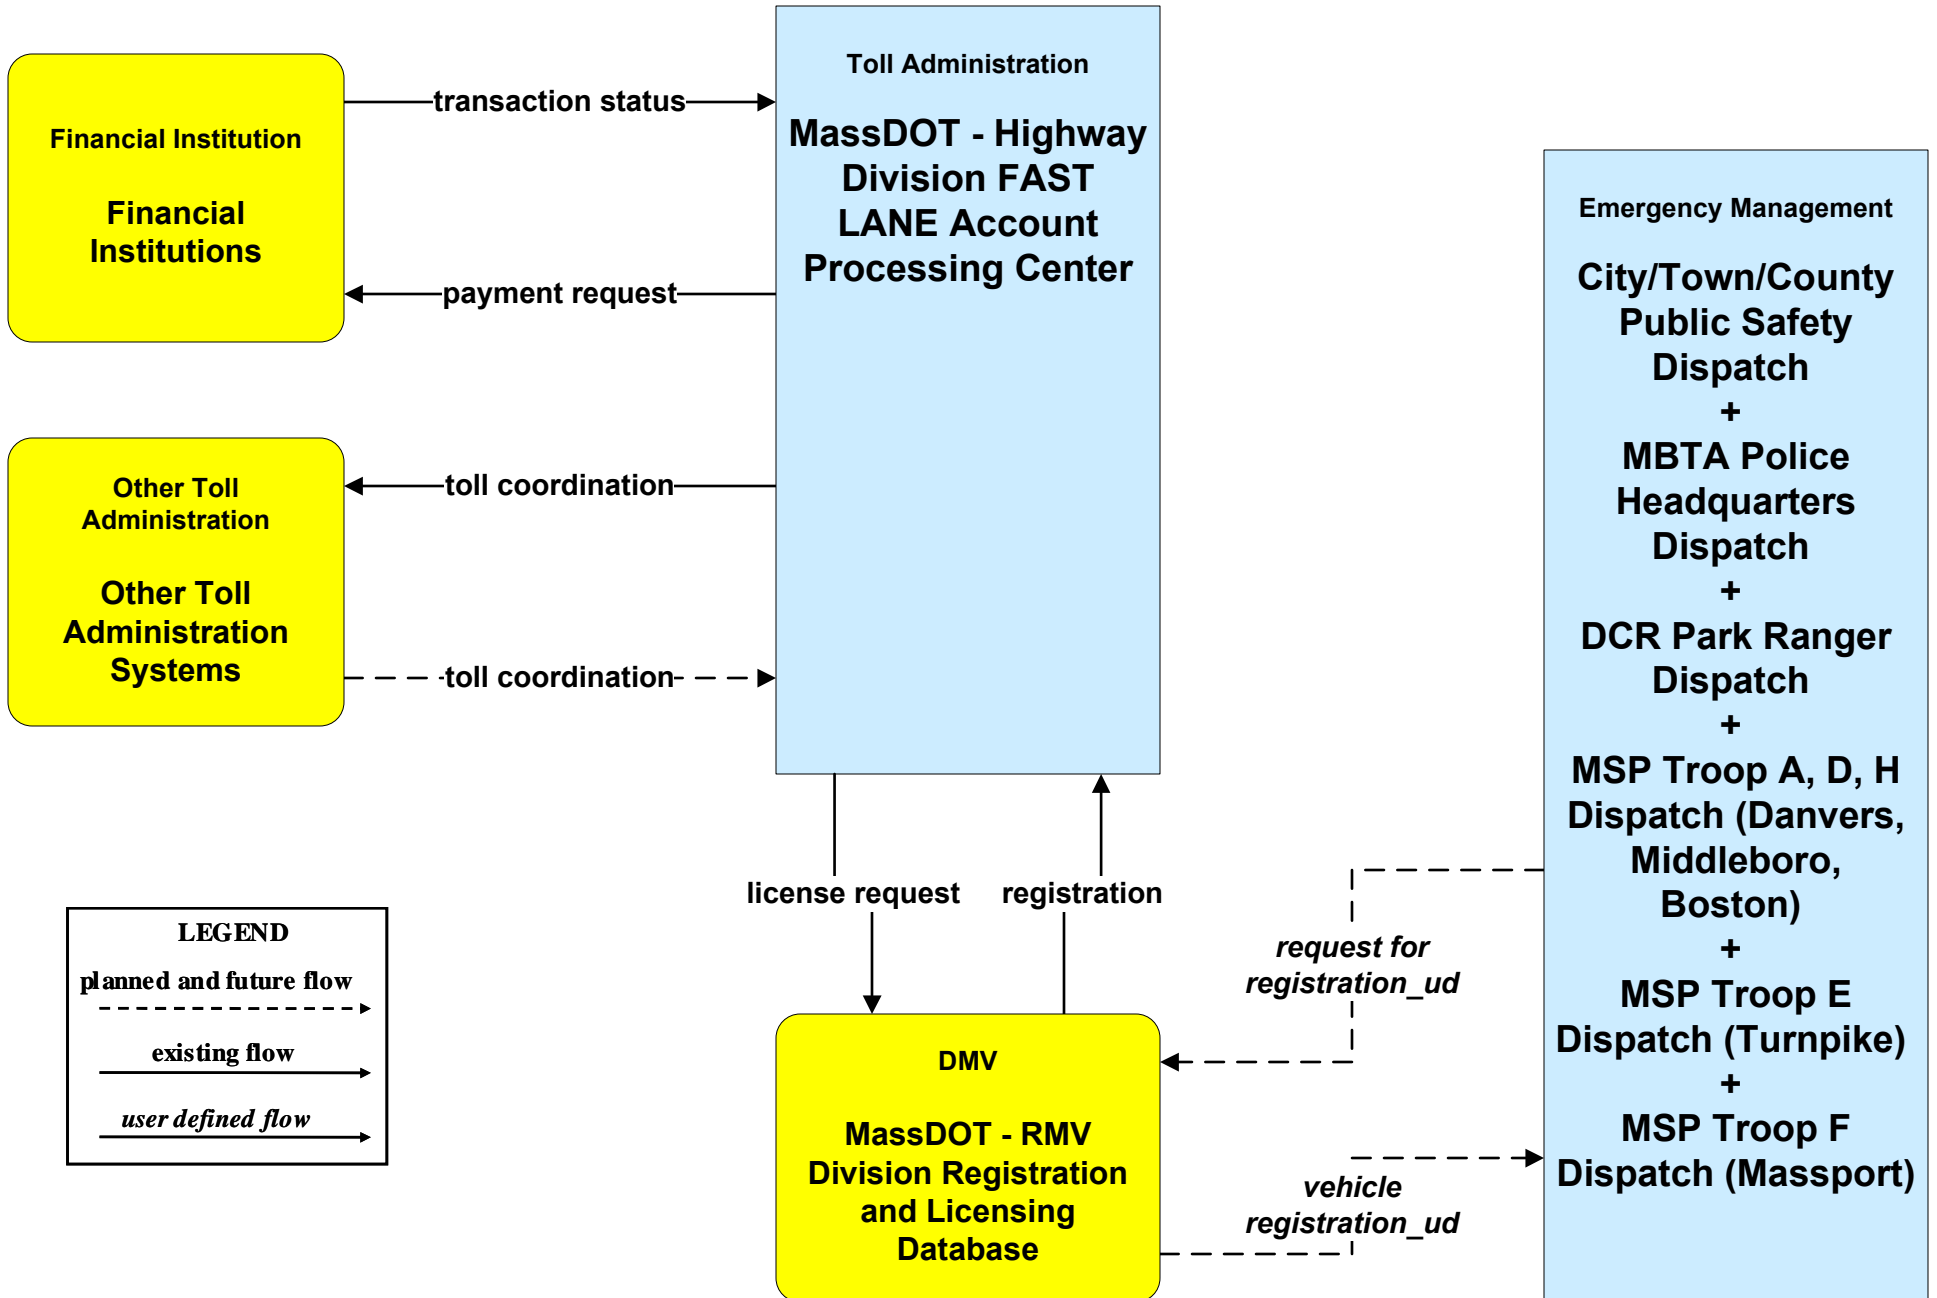 Financial Institution
Financial
Institutions
transaction status
payment request
Toll Administration
MassDOT - Highway
Division FAST
LANE Account
Processing Center
Other Toll
Administration
Other Toll
Administration
Systems
toll coordination
toll coordination
Emergency Management
City/Town/County
Public Safety
Dispatch
+
MBTA Police
Headquarters
Dispatch
+
DCR Park Ranger
Dispatch
+
MSP Troop A, D, H
Dispatch (Danvers,
Middleboro,
Boston)
+
MSP Troop E
Dispatch (Turnpike)
+
MSP Troop F
Dispatch (Massport)
license request
registration
request for
registration_ud
vehicle
registration_ud
DMV
MassDOT - RMV
Division Registration
and Licensing
Database
LEGEND
planned and future flow
existing flow
user defined flow